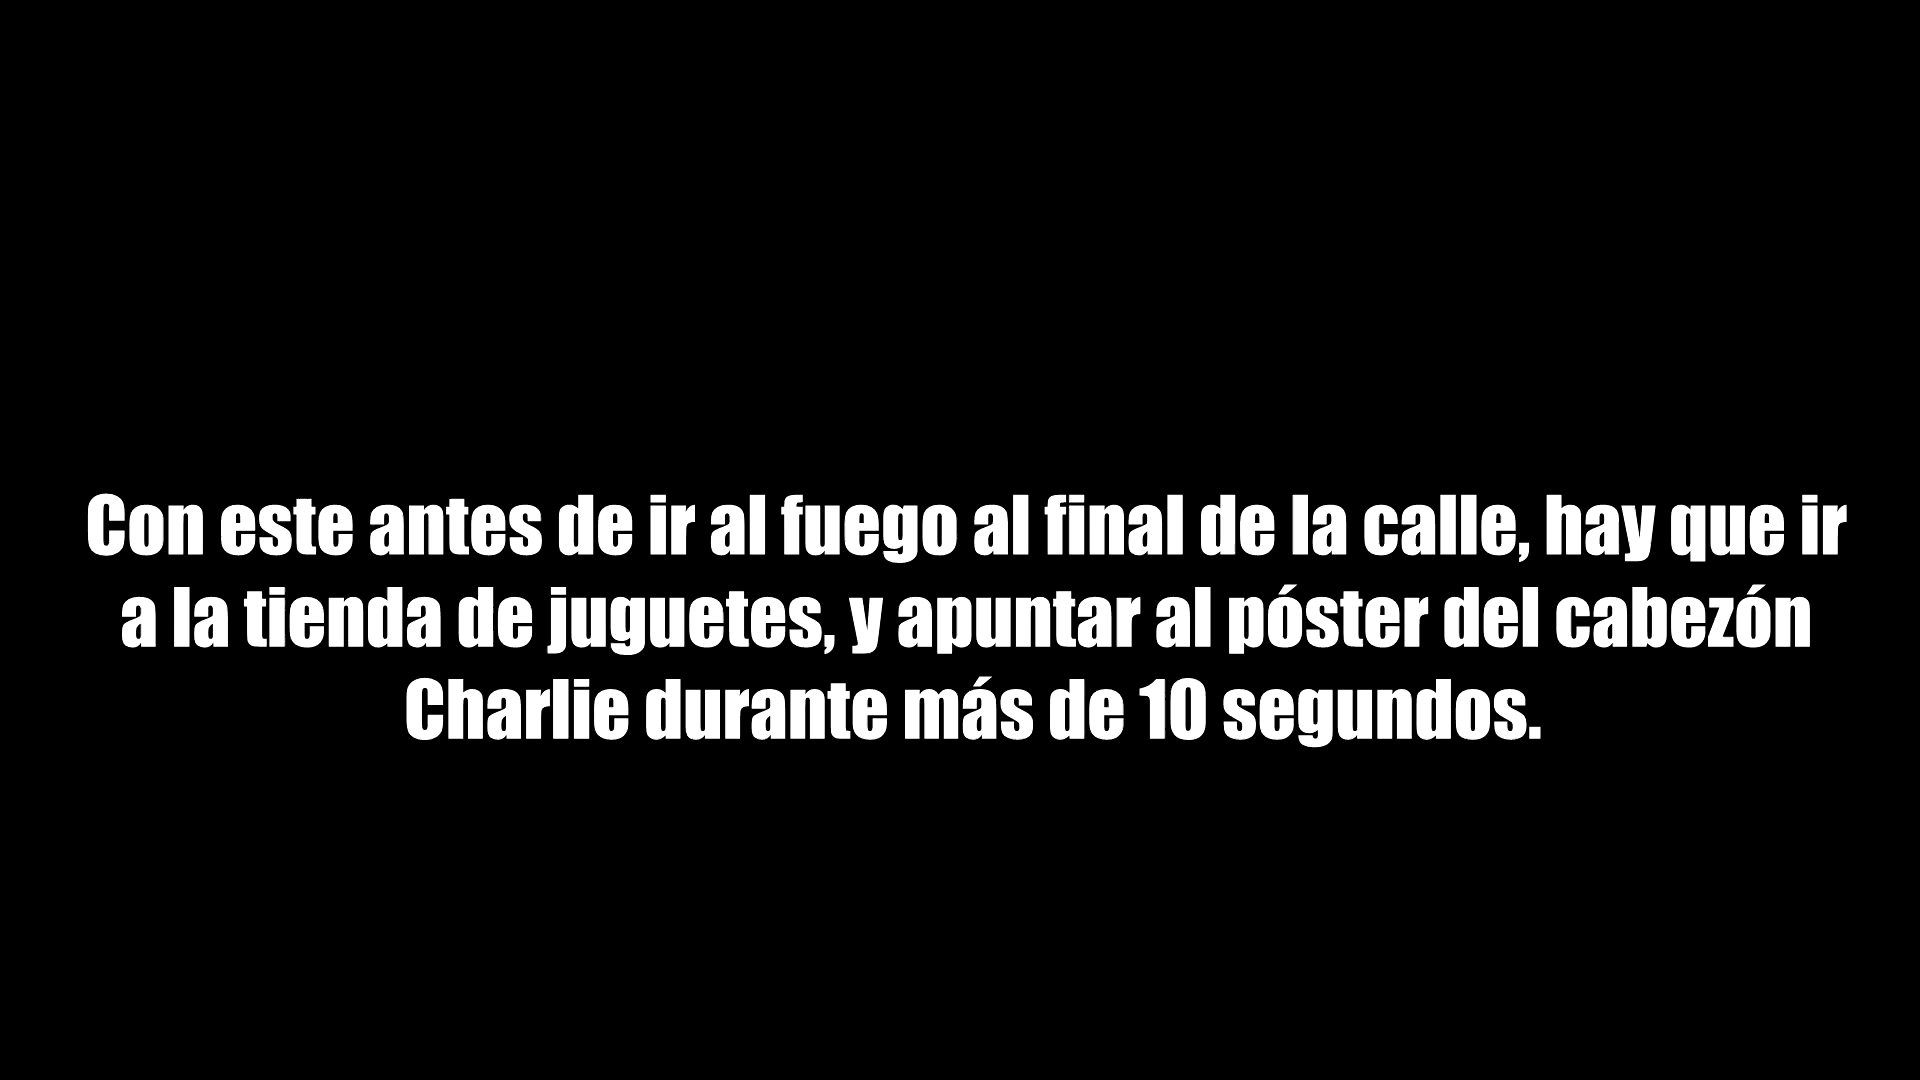 Con este antes de ir al fuego al final de la calle, hay que ir
a la tienda de juguetes, y apuntar al póster del cabezón
Charlie durante más de 10 segundos.